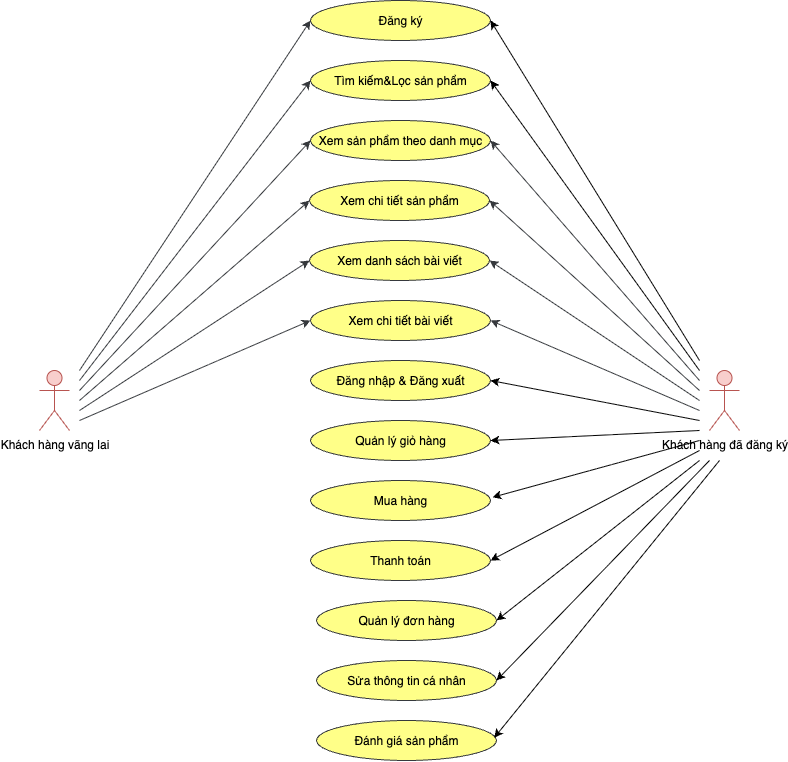 Đăng ký
Tìm kiếm&Lọc sản phẩm
Xem sản phẩm theo danh mục
Xem chi tiết sản phẩm
Xem danh sách bài viết
Xem chi tiết bài viết
Đăng nhập & Đăng xuất
Quản lý giỏ hàng
Khách hàng vãng lai
Khách hàng đã đăng ký
Mua hàng
Thanh toán
Quản lý đơn hàng
Sửa thông tin cá nhân
Đánh giá sản phẩm